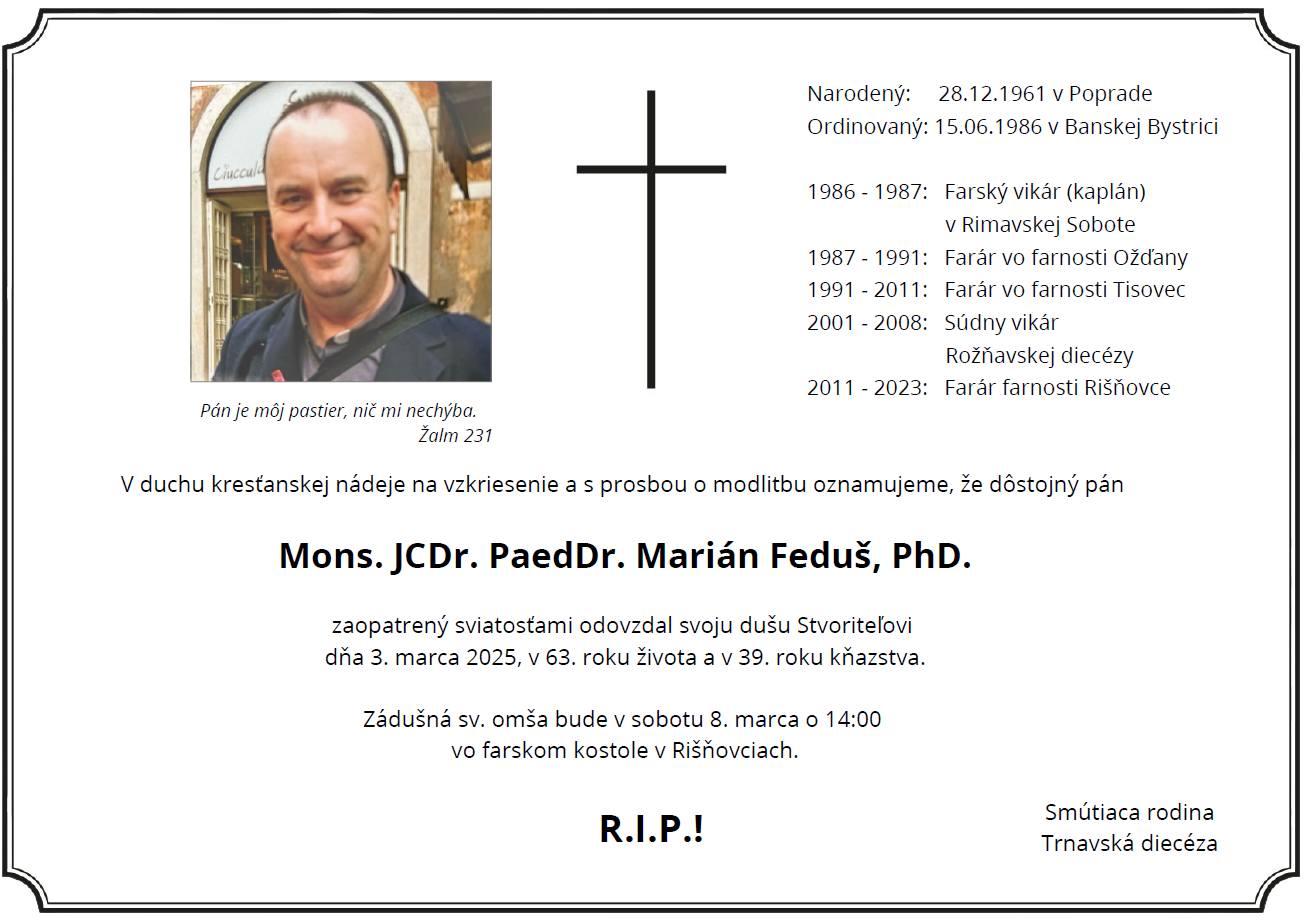 Ciuccula
Pán je môj pastier, nič mi nechýba.
Žalm 231
Narodený: 28.12.1961 v Poprade
Ordinovaný: 15.06.1986 v Banskej Bystrici
1986 - 1987: Farský vikár (kaplán)
v Rimavskej Sobote
1987 - 1991: Farár vo farnosti Ožďany
1991 - 2011: Farár vo farnosti Tisovec
2001 - 2008: Súdny vikár
Rožňavskej diecézy
2011 - 2023: Farár farnosti Rišňovce
V duchu kresťanskej nádeje na vzkriesenie a s prosbou o modlitbu oznamujeme, že dôstojný pán
Mons. JCDr. PaedDr. Marián Feduš, PhD.
zaopatrený sviatosťami odovzdal svoju dušu Stvoriteľovi
dňa 3. marca 2025, v 63. roku života a v 39. roku kňazstva.
Zádušná sv. omša bude v sobotu 8. marca o 14:00
vo farskom kostole v Rišňovciach.
R.I.P.!
Smútiaca rodina
Trnavská diecéza